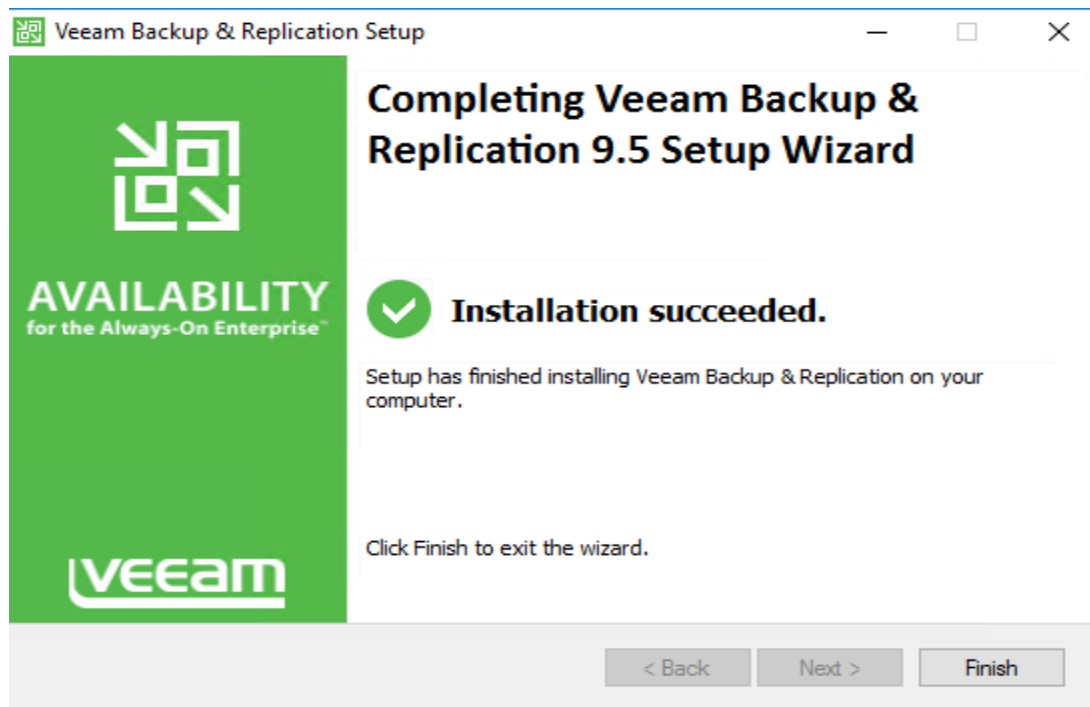 Veeam Backup & Replication Setup
Completing Veeam Backup &
Replication 9.5 Setup Wizard
AVAILABILITY
for the Always-On Enterprise™
Installation succeeded.
Setup has finished installing Veeam Backup & Replication on your
computer.
Click Finish to exit the wizard.
veeam
< Back
Next >
Finish